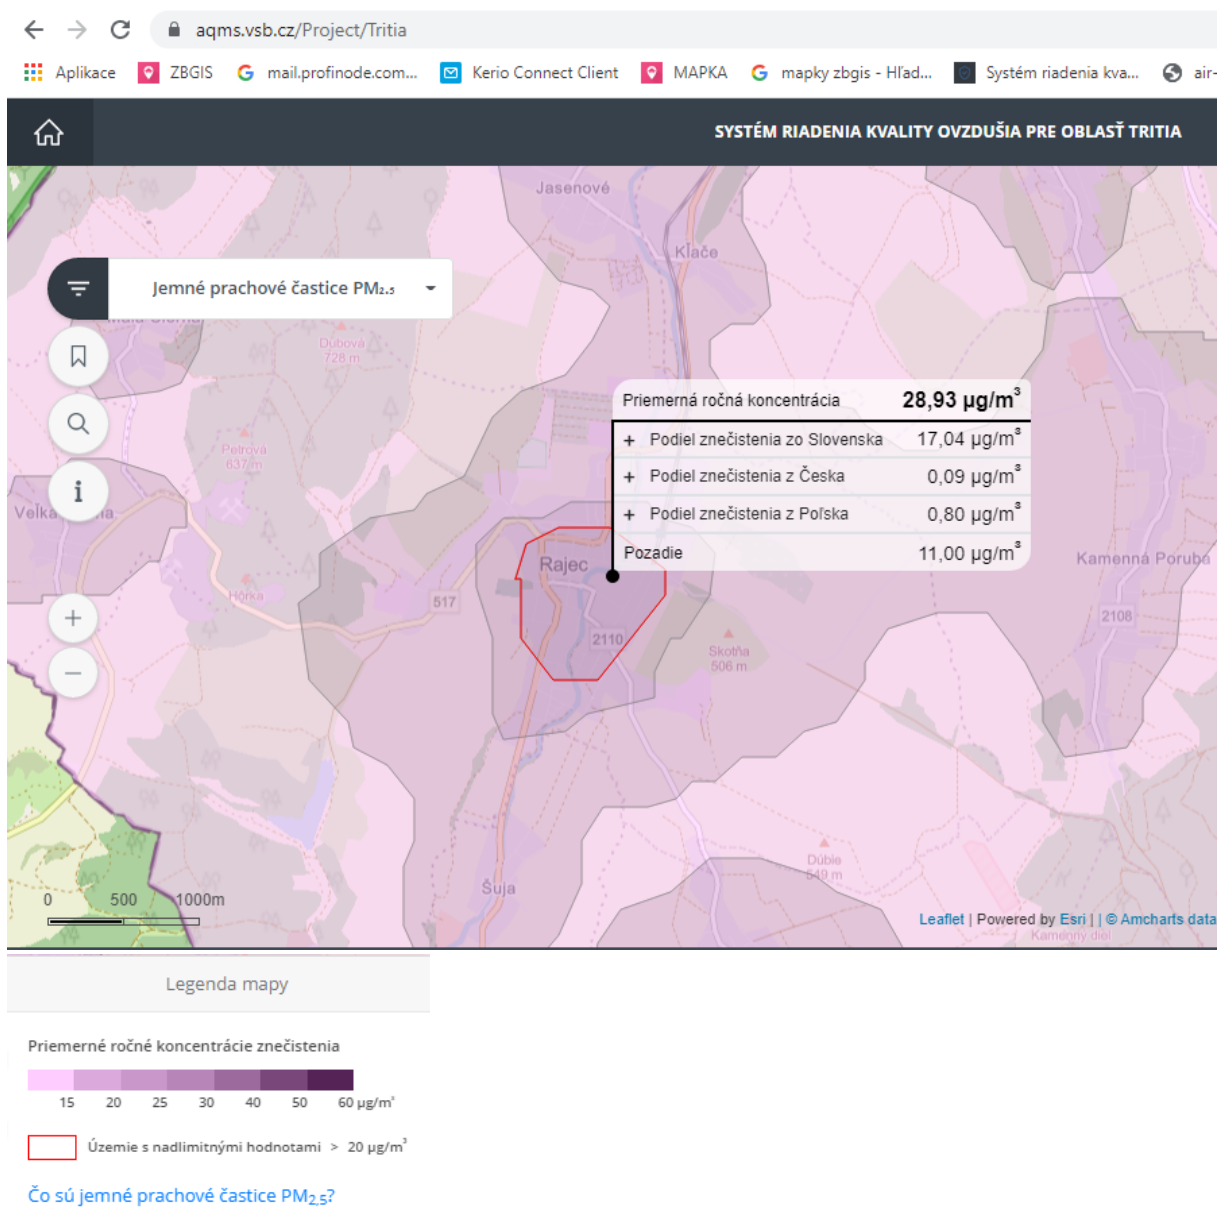 aqms.vsb.cz/Project/Tritia
Aplikace ZBGIS mail.profinode.com... Kerio Connect Client MAPKA mapky zbgis - Hľad... Systém riadenia kva... air-
SYSTÉM RIADENIA KVALITY OVZDUŠIA PRE OBLASŤ TRITIA
Jasenové
Kľače
Jemné prachové častice PM₂.₅
Dubová
728 m
Priemerná ročná koncentrácia 28,93 µg/m³
+ Podiel znečistenia zo Slovenska 17,04 µg/m³
+ Podiel znečistenia z Česka 0,09 µg/m³
+ Podiel znečistenia z Poľska 0,80 µg/m³
Pozadie 11,00 µg/m³
Petrová
637 m
Rajec
Kamenná Poruba
Hôrka
517
2110
2108
Skotňa
506 m
Dúbie
549 m
Šuja
0 500 1000m
Leaflet | Powered by Esri | | © Amcharts data
Kamenný diel
Legenda mapy
Priemerné ročné koncentrácie znečistenia
15 20 25 30 40 50 60 µg/m³
Územie s nadlimitnými hodnotami > 20 µg/m³
Čo sú jemné prachové častice PM₂,₅?